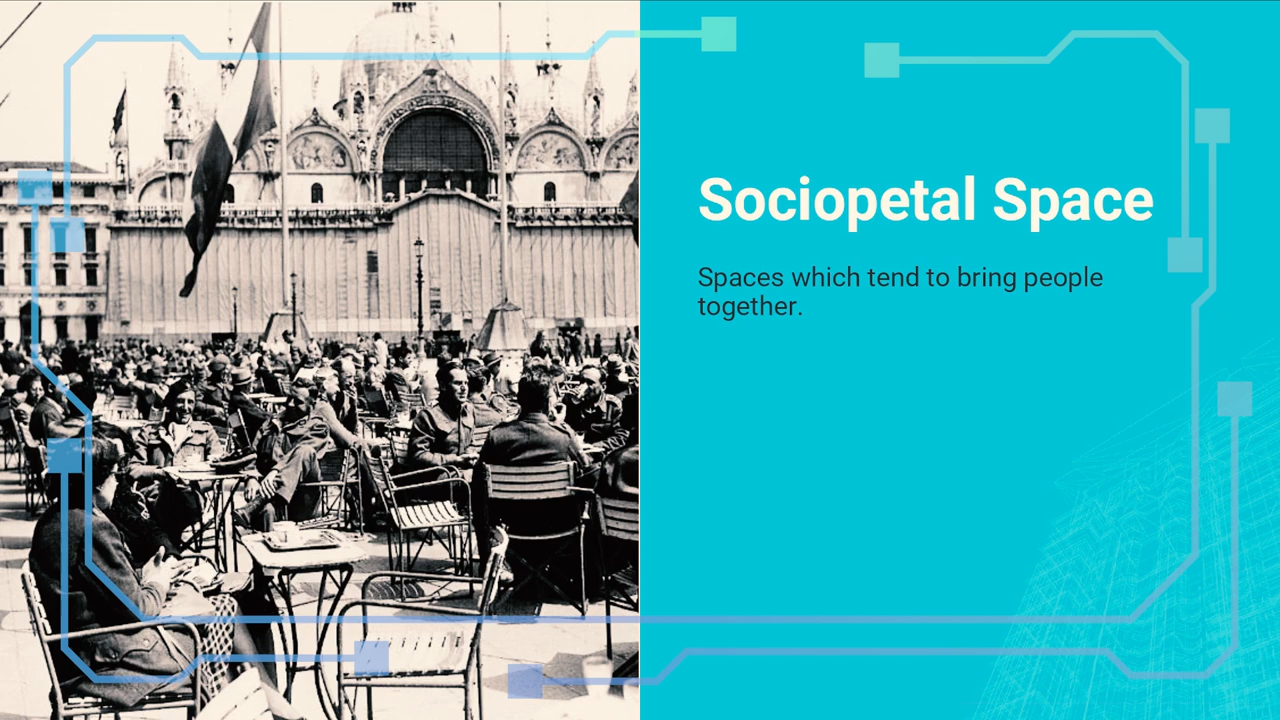 Sociopetal Space
Spaces which tend to bring people
together.